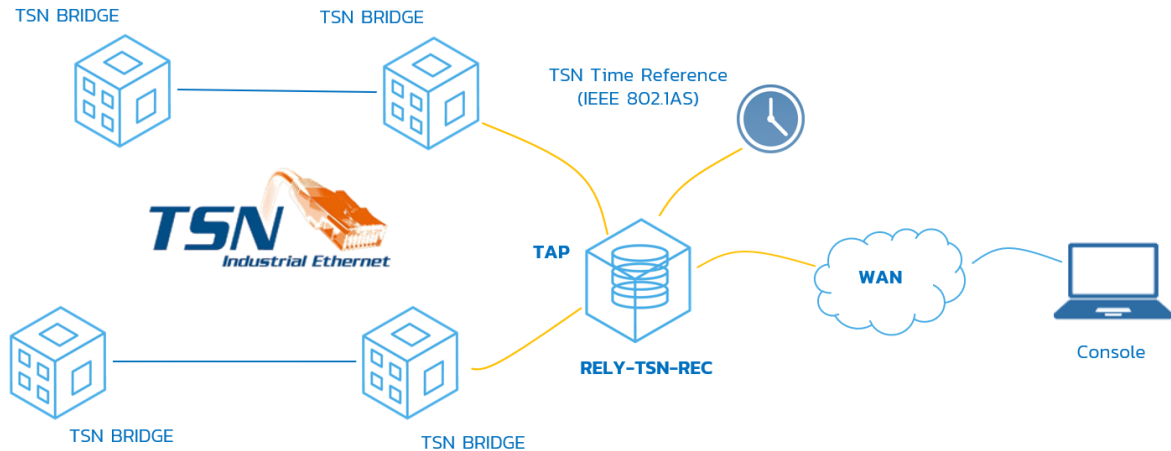 TSN BRIDGE
TSN BRIDGE
TSN Time Reference
(IEEE 802.1AS)
TSN
Industrial Ethernet
TAP
WAN
RELY-TSN-REC
Console
TSN BRIDGE
TSN BRIDGE